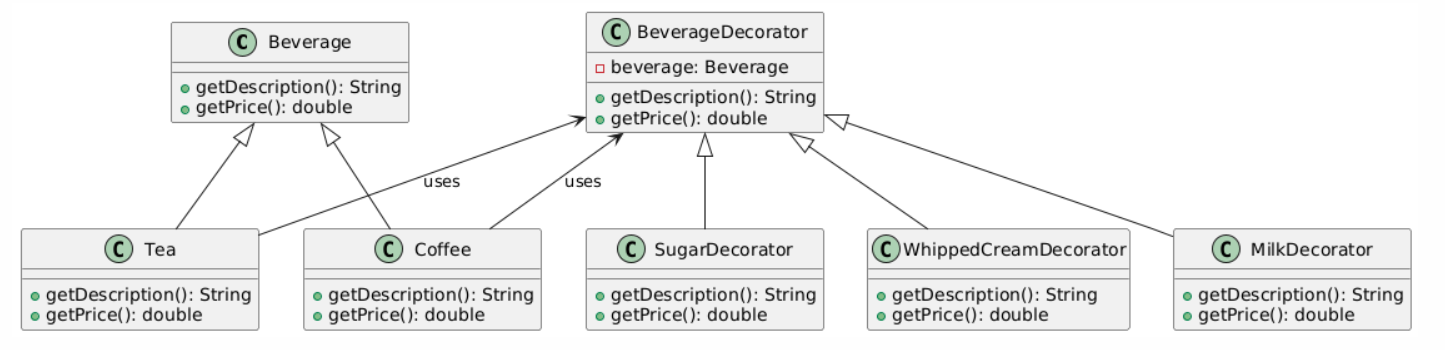 C Beverage
getDescription(): String
getPrice(): double
C BeverageDecorator
beverage: Beverage
getDescription(): String
getPrice(): double
uses
uses
C Tea
getDescription(): String
getPrice(): double
C Coffee
getDescription(): String
getPrice(): double
C SugarDecorator
getDescription(): String
getPrice(): double
C WhippedCreamDecorator
getDescription(): String
getPrice(): double
C MilkDecorator
getDescription(): String
getPrice(): double